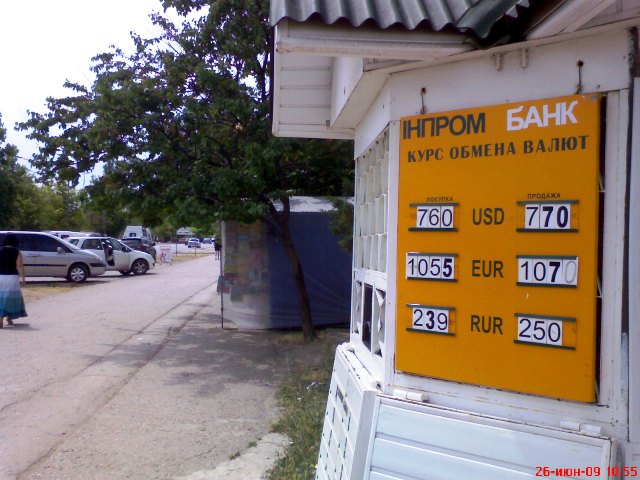 ІНПРОМ БАНК
КУРС ОБМЕНА ВАЛЮТ
ПОКУПКА ПРОДАЖА
760 USD 770
1055 EUR 1070
239 RUR 250
26-июн-09 10:55